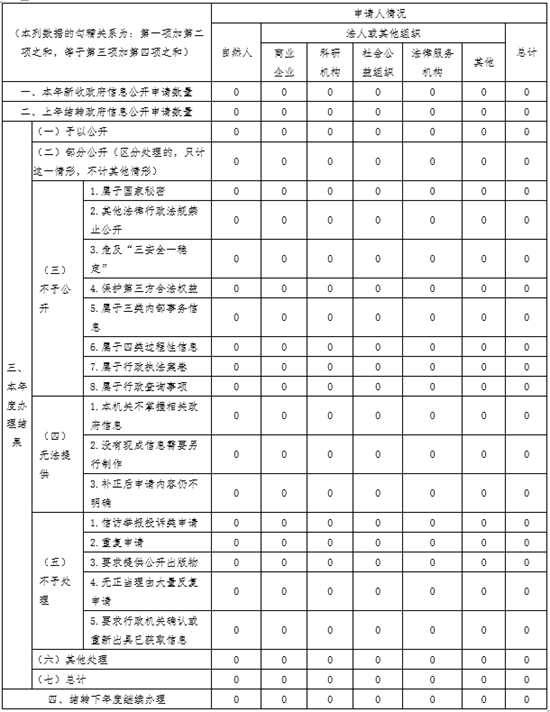 （本列数据的勾稽关系为：第一项加第二
项之和，等于第三项加第四项之和）
申请人情况
自然人
法人或其他组织
总计
商业
企业
科研
机构
社会公
益组织
法律服务
机构
其他
一、本年新收政府信息公开申请数量 0 0 0 0 0 0 0
二、上年结转政府信息公开申请数量 0 0 0 0 0 0 0
三、
本年
度办
理结
果
（一）予以公开 0 0 0 0 0 0 0
（二）部分公开（区分处理的，只计
这一情形，不计其他情形） 0 0 0 0 0 0 0
（三）
不予公
开
1.属于国家秘密 0 0 0 0 0 0 0
2.其他法律行政法规禁
止公开 0 0 0 0 0 0 0
3.危及“三安全一稳
定” 0 0 0 0 0 0 0
4.保护第三方合法权益 0 0 0 0 0 0 0
5.属于三类内部事务信
息 0 0 0 0 0 0 0
6.属于四类过程性信息 0 0 0 0 0 0 0
7.属于行政执法案卷 0 0 0 0 0 0 0
8.属于行政查询事项 0 0 0 0 0 0 0
（四）
无法提
供
1.本机关不掌握相关政
府信息 0 0 0 0 0 0 0
2.没有现成信息需要另
行制作 0 0 0 0 0 0 0
3.补正后申请内容仍不
明确 0 0 0 0 0 0 0
（五）
不予处
理
1.信访举报投诉类申请 0 0 0 0 0 0 0
2.重复申请 0 0 0 0 0 0 0
3.要求提供公开出版物 0 0 0 0 0 0 0
4.无正当理由大量反复
申请 0 0 0 0 0 0 0
5.要求行政机关确认或
重新出具已获取信息 0 0 0 0 0 0 0
（六）其他处理 0 0 0 0 0 0 0
（七）总计 0 0 0 0 0 0 0
四、结转下年度继续办理 0 0 0 0 0 0 0